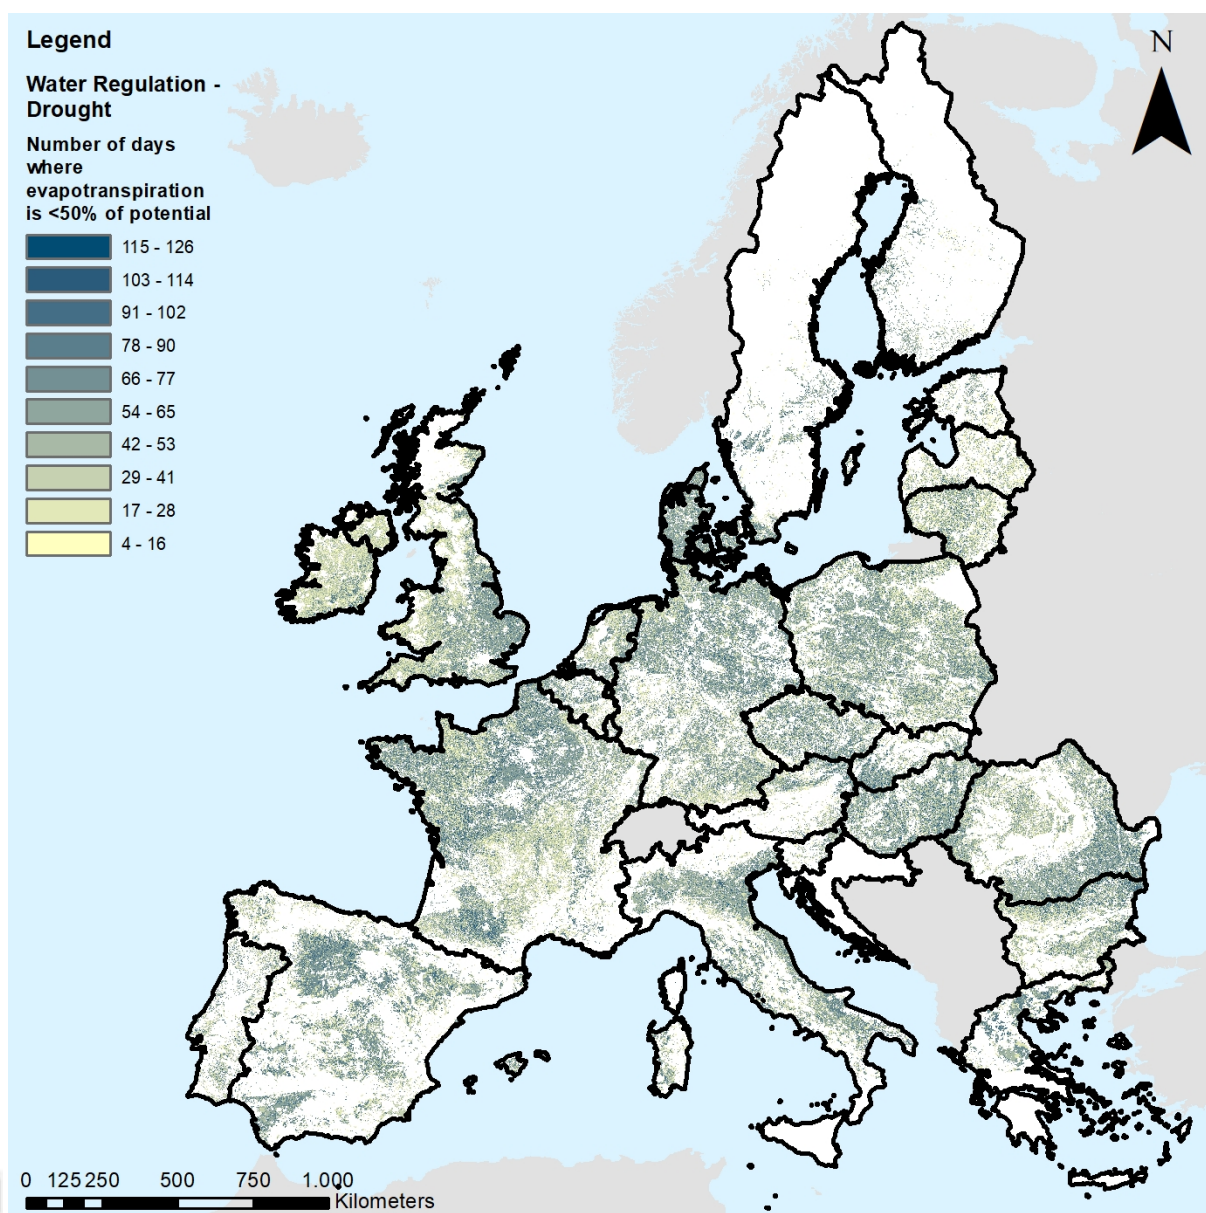 Legend
Water Regulation -
Drought
Number of days
where
evapotranspiration
is <50% of potential
115 - 126
103 - 114
91 - 102
78 - 90
66 - 77
54 - 65
42 - 53
29 - 41
17 - 28
4 - 16
N
0 125 250 500 750 1.000
Kilometers